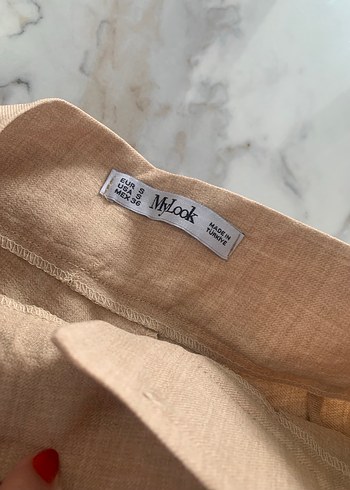 EUR S
USA S
MEX 36
MyLook
MADE IN
TÜRKİYE